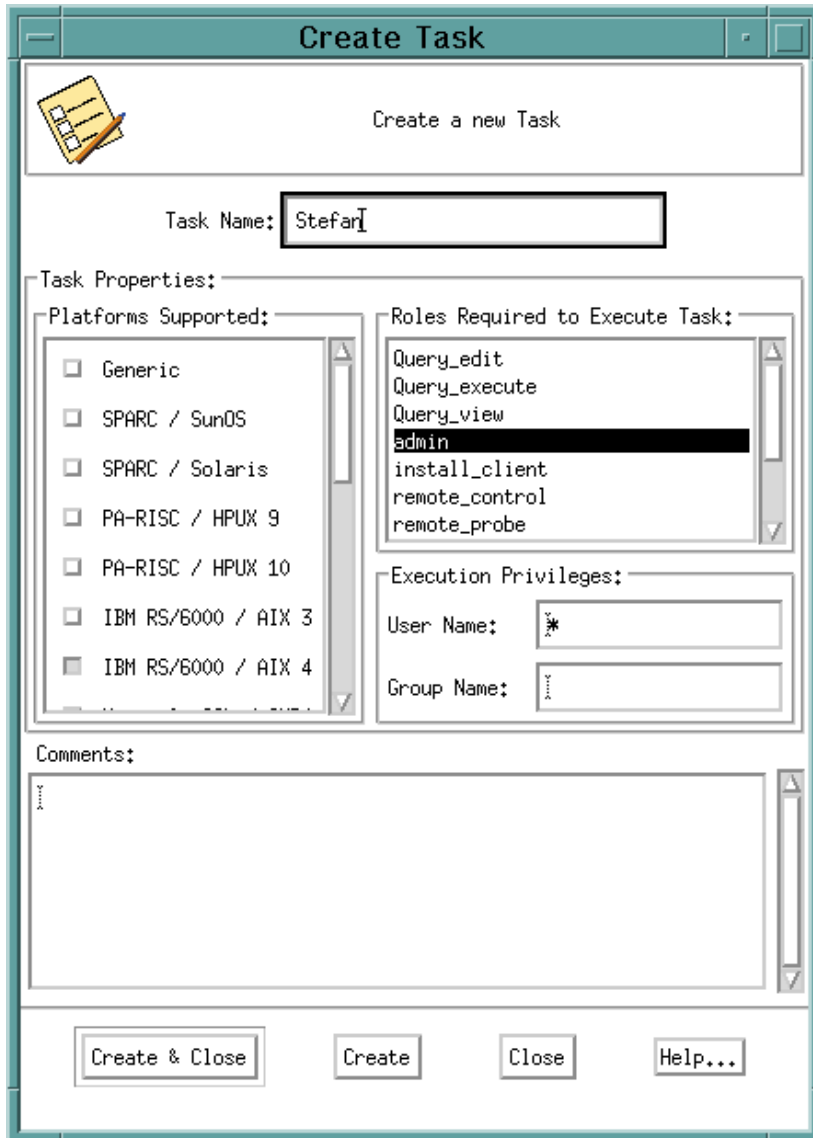 Create Task
Create a new Task
Task Name: Stefan
Task Properties:
Platforms Supported:
Generic
SPARC / SunOS
SPARC / Solaris
PA-RISC / HPUX 9
PA-RISC / HPUX 10
IBM RS/6000 / AIX 3
IBM RS/6000 / AIX 4
Roles Required to Execute Task:
Query_edit
Query_execute
Query_view
admin
install_client
remote_control
remote_probe
Execution Privileges:
User Name: *
Group Name:
Comments:
Create & Close
Create
Close
Help...